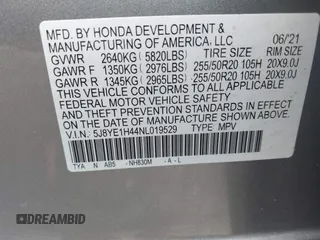 MFD. BY HONDA DEVELOPMENT & 06/21
MANUFACTURING OF AMERICA, LLC
GVWR 2640KG (5820LBS) TIRE SIZE RIM SIZE
GAWR F 1350KG (2976LBS) 255/50R20 105H 20X9.0J
GAWR R 1345KG (2965LBS) 255/50R20 105H 20X9.0J
THIS VEHICLE CONFORMS TO ALL APPLICABLE
FEDERAL MOTOR VEHICLE SAFETY AND
THEFT PREVENTION STANDARDS IN EFFECT ON
THE DATE OF MANUFACTURE SHOWN ABOVE.
V.I.N.: 5J8YE1H44NL019529 TYPE: MPV
TYA N AB5 -NH830M -A-L
DREAMBID